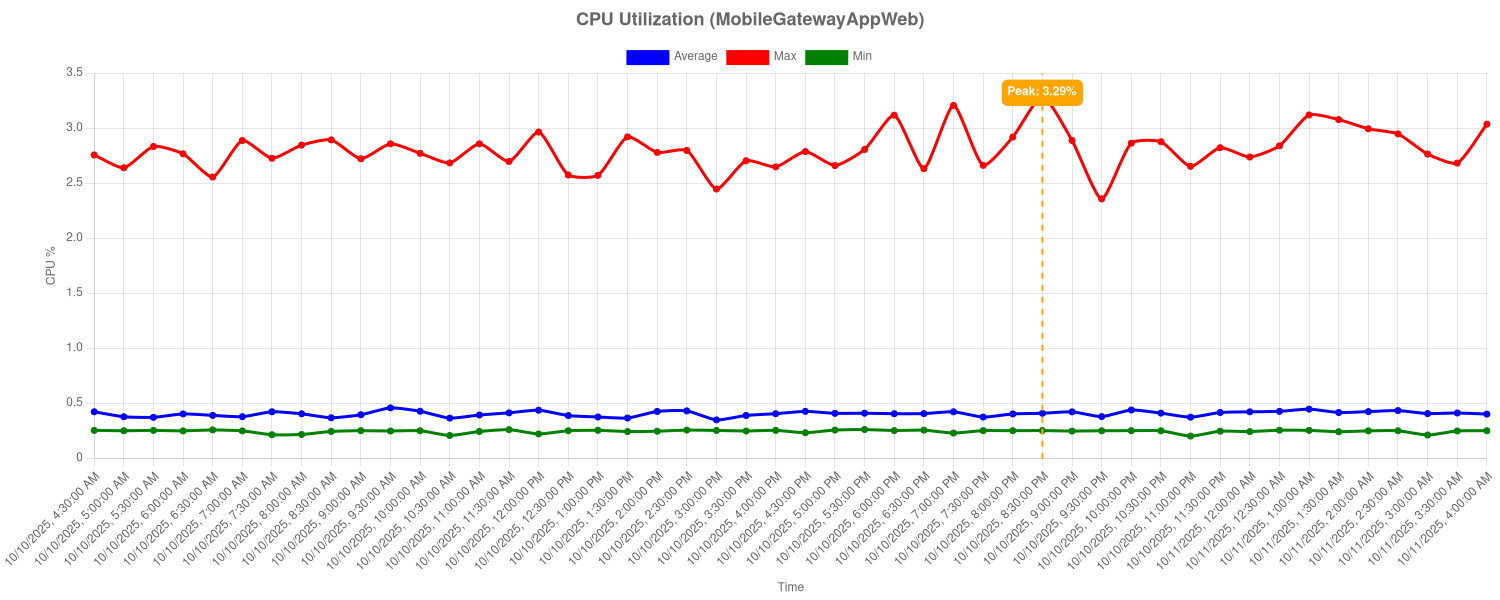 CPU Utilization (MobileGatewayAppWeb)
Average Max Min
Peak: 3.29%
3.5
3.0
2.5
2.0
1.5
1.0
0.5
0
CPU %
10/10/2025, 4:30:00 AM
10/10/2025, 5:00:00 AM
10/10/2025, 5:30:00 AM
10/10/2025, 6:00:00 AM
10/10/2025, 6:30:00 AM
10/10/2025, 7:00:00 AM
10/10/2025, 7:30:00 AM
10/10/2025, 8:00:00 AM
10/10/2025, 8:30:00 AM
10/10/2025, 9:00:00 AM
10/10/2025, 9:30:00 AM
10/10/2025, 10:00:00 AM
10/10/2025, 10:30:00 AM
10/10/2025, 11:00:00 AM
10/10/2025, 11:30:00 AM
10/10/2025, 12:00:00 PM
10/10/2025, 12:30:00 PM
10/10/2025, 1:00:00 PM
10/10/2025, 1:30:00 PM
10/10/2025, 2:00:00 PM
10/10/2025, 2:30:00 PM
10/10/2025, 3:00:00 PM
10/10/2025, 3:30:00 PM
10/10/2025, 4:00:00 PM
10/10/2025, 4:30:00 PM
10/10/2025, 5:00:00 PM
10/10/2025, 5:30:00 PM
10/10/2025, 6:00:00 PM
10/10/2025, 6:30:00 PM
10/10/2025, 7:00:00 PM
10/10/2025, 7:30:00 PM
10/10/2025, 8:00:00 PM
10/10/2025, 8:30:00 PM
10/10/2025, 9:00:00 PM
10/10/2025, 9:30:00 PM
10/10/2025, 10:00:00 PM
10/10/2025, 10:30:00 PM
10/10/2025, 11:00:00 PM
10/10/2025, 11:30:00 PM
10/11/2025, 12:00:00 AM
10/11/2025, 12:30:00 AM
10/11/2025, 1:00:00 AM
10/11/2025, 1:30:00 AM
10/11/2025, 2:00:00 AM
10/11/2025, 2:30:00 AM
10/11/2025, 3:00:00 AM
10/11/2025, 3:30:00 AM
10/11/2025, 4:00:00 AM
Time